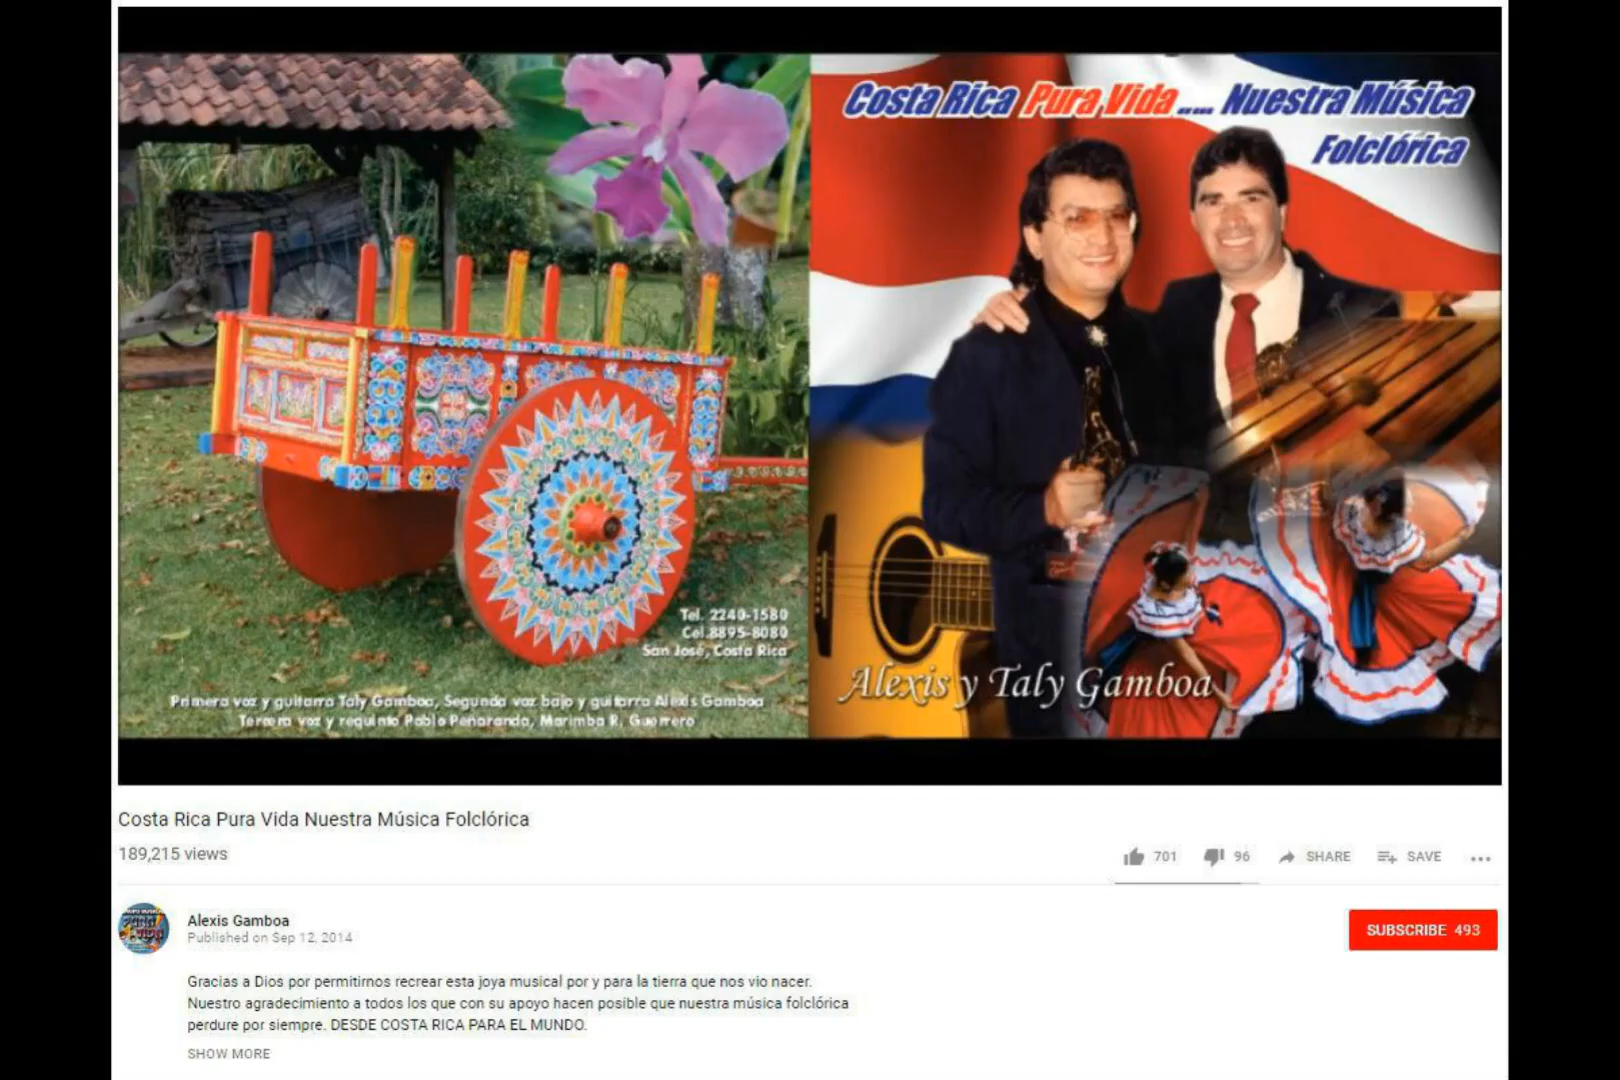 Costa Rica Pura Vida.... Nuestra Música
Folclórica
Tel. 2240-1580
Cel.8895-8080
San José, Costa Rica
Primera voz y guitarra Taly Gamboa, Segunda voz bajo y guitarra Alexis Gamboa
Tercera voz y requinto Pablo Peñaranda, Marimba R. Guerrero
Alexis y Taly Gamboa
Costa Rica Pura Vida Nuestra Música Folclórica
189,215 views
701
96
SHARE
SAVE
Alexis Gamboa
Published on Sep 12, 2014
SUBSCRIBE 493
Gracias a Dios por permitirnos recrear esta joya musical por y para la tierra que nos vio nacer.
Nuestro agradecimiento a todos los que con su apoyo hacen posible que nuestra música folclórica
perdure por siempre. DESDE COSTA RICA PARA EL MUNDO.
SHOW MORE